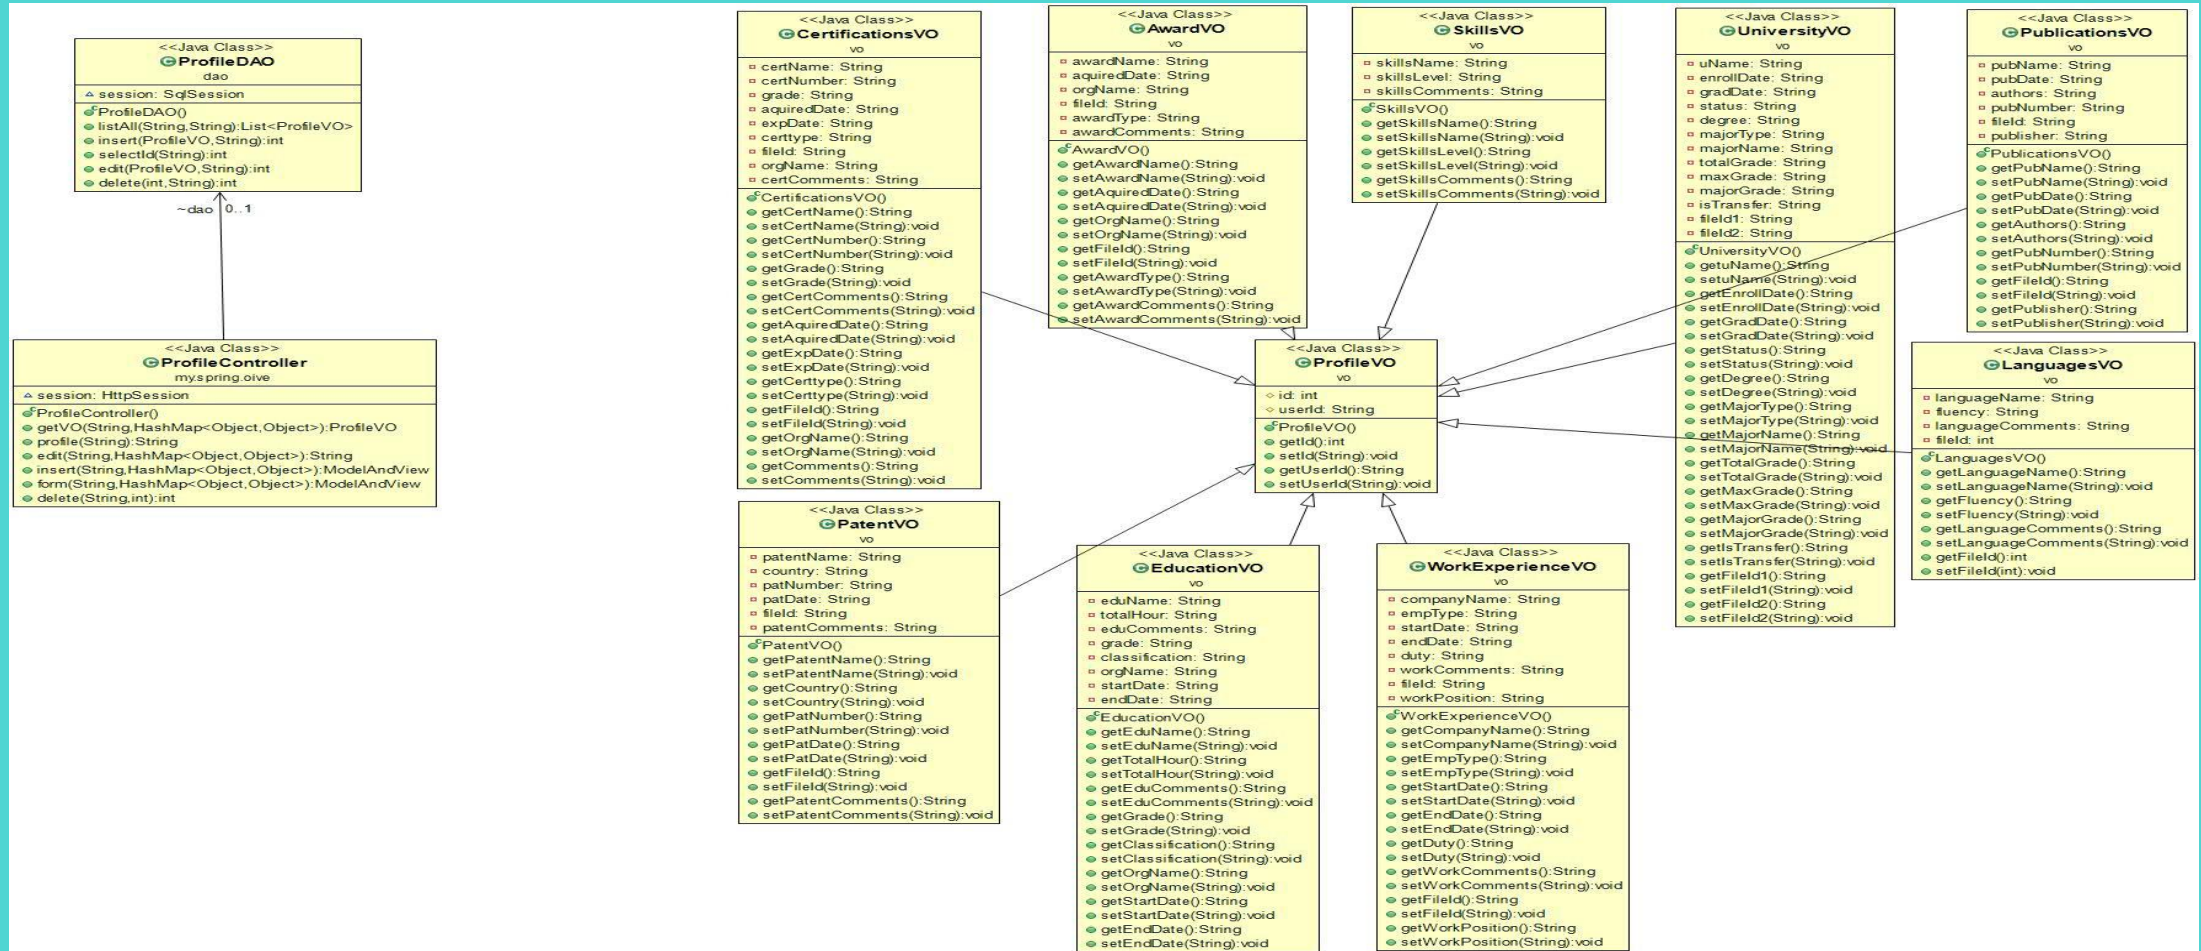 <<Java Class>>
ProfileDAO
dao
session: SqlSession
ProfileDAO()
listAll(String,String):List<ProfileVO>
insert(ProfileVO,String):int
selectId(String):int
edit(ProfileVO,String):int
delete(int,String):int
~dao 0..1
<<Java Class>>
ProfileController
my.spring.oive
session: HttpSession
ProfileController()
getVO(String,HashMap<Object,Object>):ProfileVO
profile(String):String
edit(String,HashMap<Object,Object>):String
insert(String,HashMap<Object,Object>):ModelAndView
form(String,HashMap<Object,Object>):ModelAndView
delete(String,int):int
<<Java Class>>
CertificationsVO
vo
certName: String
certNumber: String
grade: String
aquiredDate: String
expDate: String
certtype: String
fileId: String
orgName: String
certComments: String
CertificationsVO()
getCertName():String
setCertName(String):void
getCertNumber():String
setCertNumber(String):void
getGrade():String
setGrade(String):void
getCertComments():String
setCertComments(String):void
getAquiredDate():String
setAquiredDate(String):void
getExpDate():String
setExpDate(String):void
getCerttype():String
setCerttype(String):void
getFileId():String
setFileId(String):void
getOrgName():String
setOrgName(String):void
getComments():String
setComments(String):void
<<Java Class>>
AwardVO
vo
awardName: String
aquiredDate: String
orgName: String
fileId: String
awardType: String
awardComments: String
AwardVO()
getAwardName():String
setAwardName(String):void
getAquiredDate():String
setAquiredDate(String):void
getOrgName():String
setOrgName(String):void
getFileId():String
setFileId(String):void
getAwardType():String
setAwardType(String):void
getAwardComments():String
setAwardComments(String):void
<<Java Class>>
SkillsVO
vo
skillsName: String
skillsLevel: String
skillsComments: String
SkillsVO()
getSkillsName():String
setSkillsName(String):void
getSkillsLevel():String
setSkillsLevel(String):void
getSkillsComments():String
setSkillsComments(String):void
<<Java Class>>
UniversityVO
vo
uName: String
enrollDate: String
gradDate: String
status: String
degree: String
majorType: String
majorName: String
totalGrade: String
maxGrade: String
majorGrade: String
isTransfer: String
fileId1: String
fileId2: String
UniversityVO()
getuName():String
setuName(String):void
getEnrollDate():String
setEnrollDate(String):void
getGradDate():String
setGradDate(String):void
getStatus():String
setStatus(String):void
getDegree():String
setDegree(String):void
getMajorType():String
setMajorType(String):void
getMajorName():String
setMajorName(String):void
getTotalGrade():String
setTotalGrade(String):void
getMaxGrade():String
setMaxGrade(String):void
getMajorGrade():String
setMajorGrade(String):void
getIsTransfer():String
setIsTransfer(String):void
getFileId1():String
setFileId1(String):void
getFileId2():String
setFileId2(String):void
<<Java Class>>
PublicationsVO
vo
pubName: String
pubDate: String
authors: String
pubNumber: String
fileId: String
publisher: String
PublicationsVO()
getPubName():String
setPubName(String):void
getPubDate():String
setPubDate(String):void
getAuthors():String
setAuthors(String):void
getPubNumber():String
setPubNumber(String):void
getFileId():String
setFileId(String):void
getPublisher():String
setPublisher(String):void
<<Java Class>>
ProfileVO
vo
id: int
userId: String
ProfileVO()
getId():int
setId(String):void
getUserId():String
setUserId(String):void
<<Java Class>>
LanguagesVO
vo
languageName: String
fluency: String
languageComments: String
fileId: int
LanguagesVO()
getLanguageName():String
setLanguageName(String):void
getFluency():String
setFluency(String):void
getLanguageComments():String
setLanguageComments(String):void
getFileId():int
setFileId(int):void
<<Java Class>>
PatentVO
vo
patentName: String
country: String
patNumber: String
patDate: String
fileId: String
patentComments: String
PatentVO()
getPatentName():String
setPatentName(String):void
getCountry():String
setCountry(String):void
getPatNumber():String
setPatNumber(String):void
getPatDate():String
setPatDate(String):void
getFileId():String
setFileId(String):void
getPatentComments():String
setPatentComments(String):void
<<Java Class>>
EducationVO
vo
eduName: String
totalHour: String
eduComments: String
grade: String
classification: String
orgName: String
startDate: String
endDate: String
EducationVO()
getEduName():String
setEduName(String):void
getTotalHour():String
setTotalHour(String):void
getEduComments():String
setEduComments(String):void
getGrade():String
setGrade(String):void
getClassification():String
setClassification(String):void
getOrgName():String
setOrgName(String):void
getStartDate():String
setStartDate(String):void
getEndDate():String
setEndDate(String):void
<<Java Class>>
WorkExperienceVO
vo
companyName: String
empType: String
startDate: String
endDate: String
duty: String
workComments: String
fileId: String
workPosition: String
WorkExperienceVO()
getCompanyName():String
setCompanyName(String):void
getEmpType():String
setEmpType(String):void
getStartDate():String
setStartDate(String):void
getEndDate():String
setEndDate(String):void
getDuty():String
setDuty(String):void
getWorkComments():String
setWorkComments(String):void
getFileId():String
setFileId(String):void
getWorkPosition():String
setWorkPosition(String):void